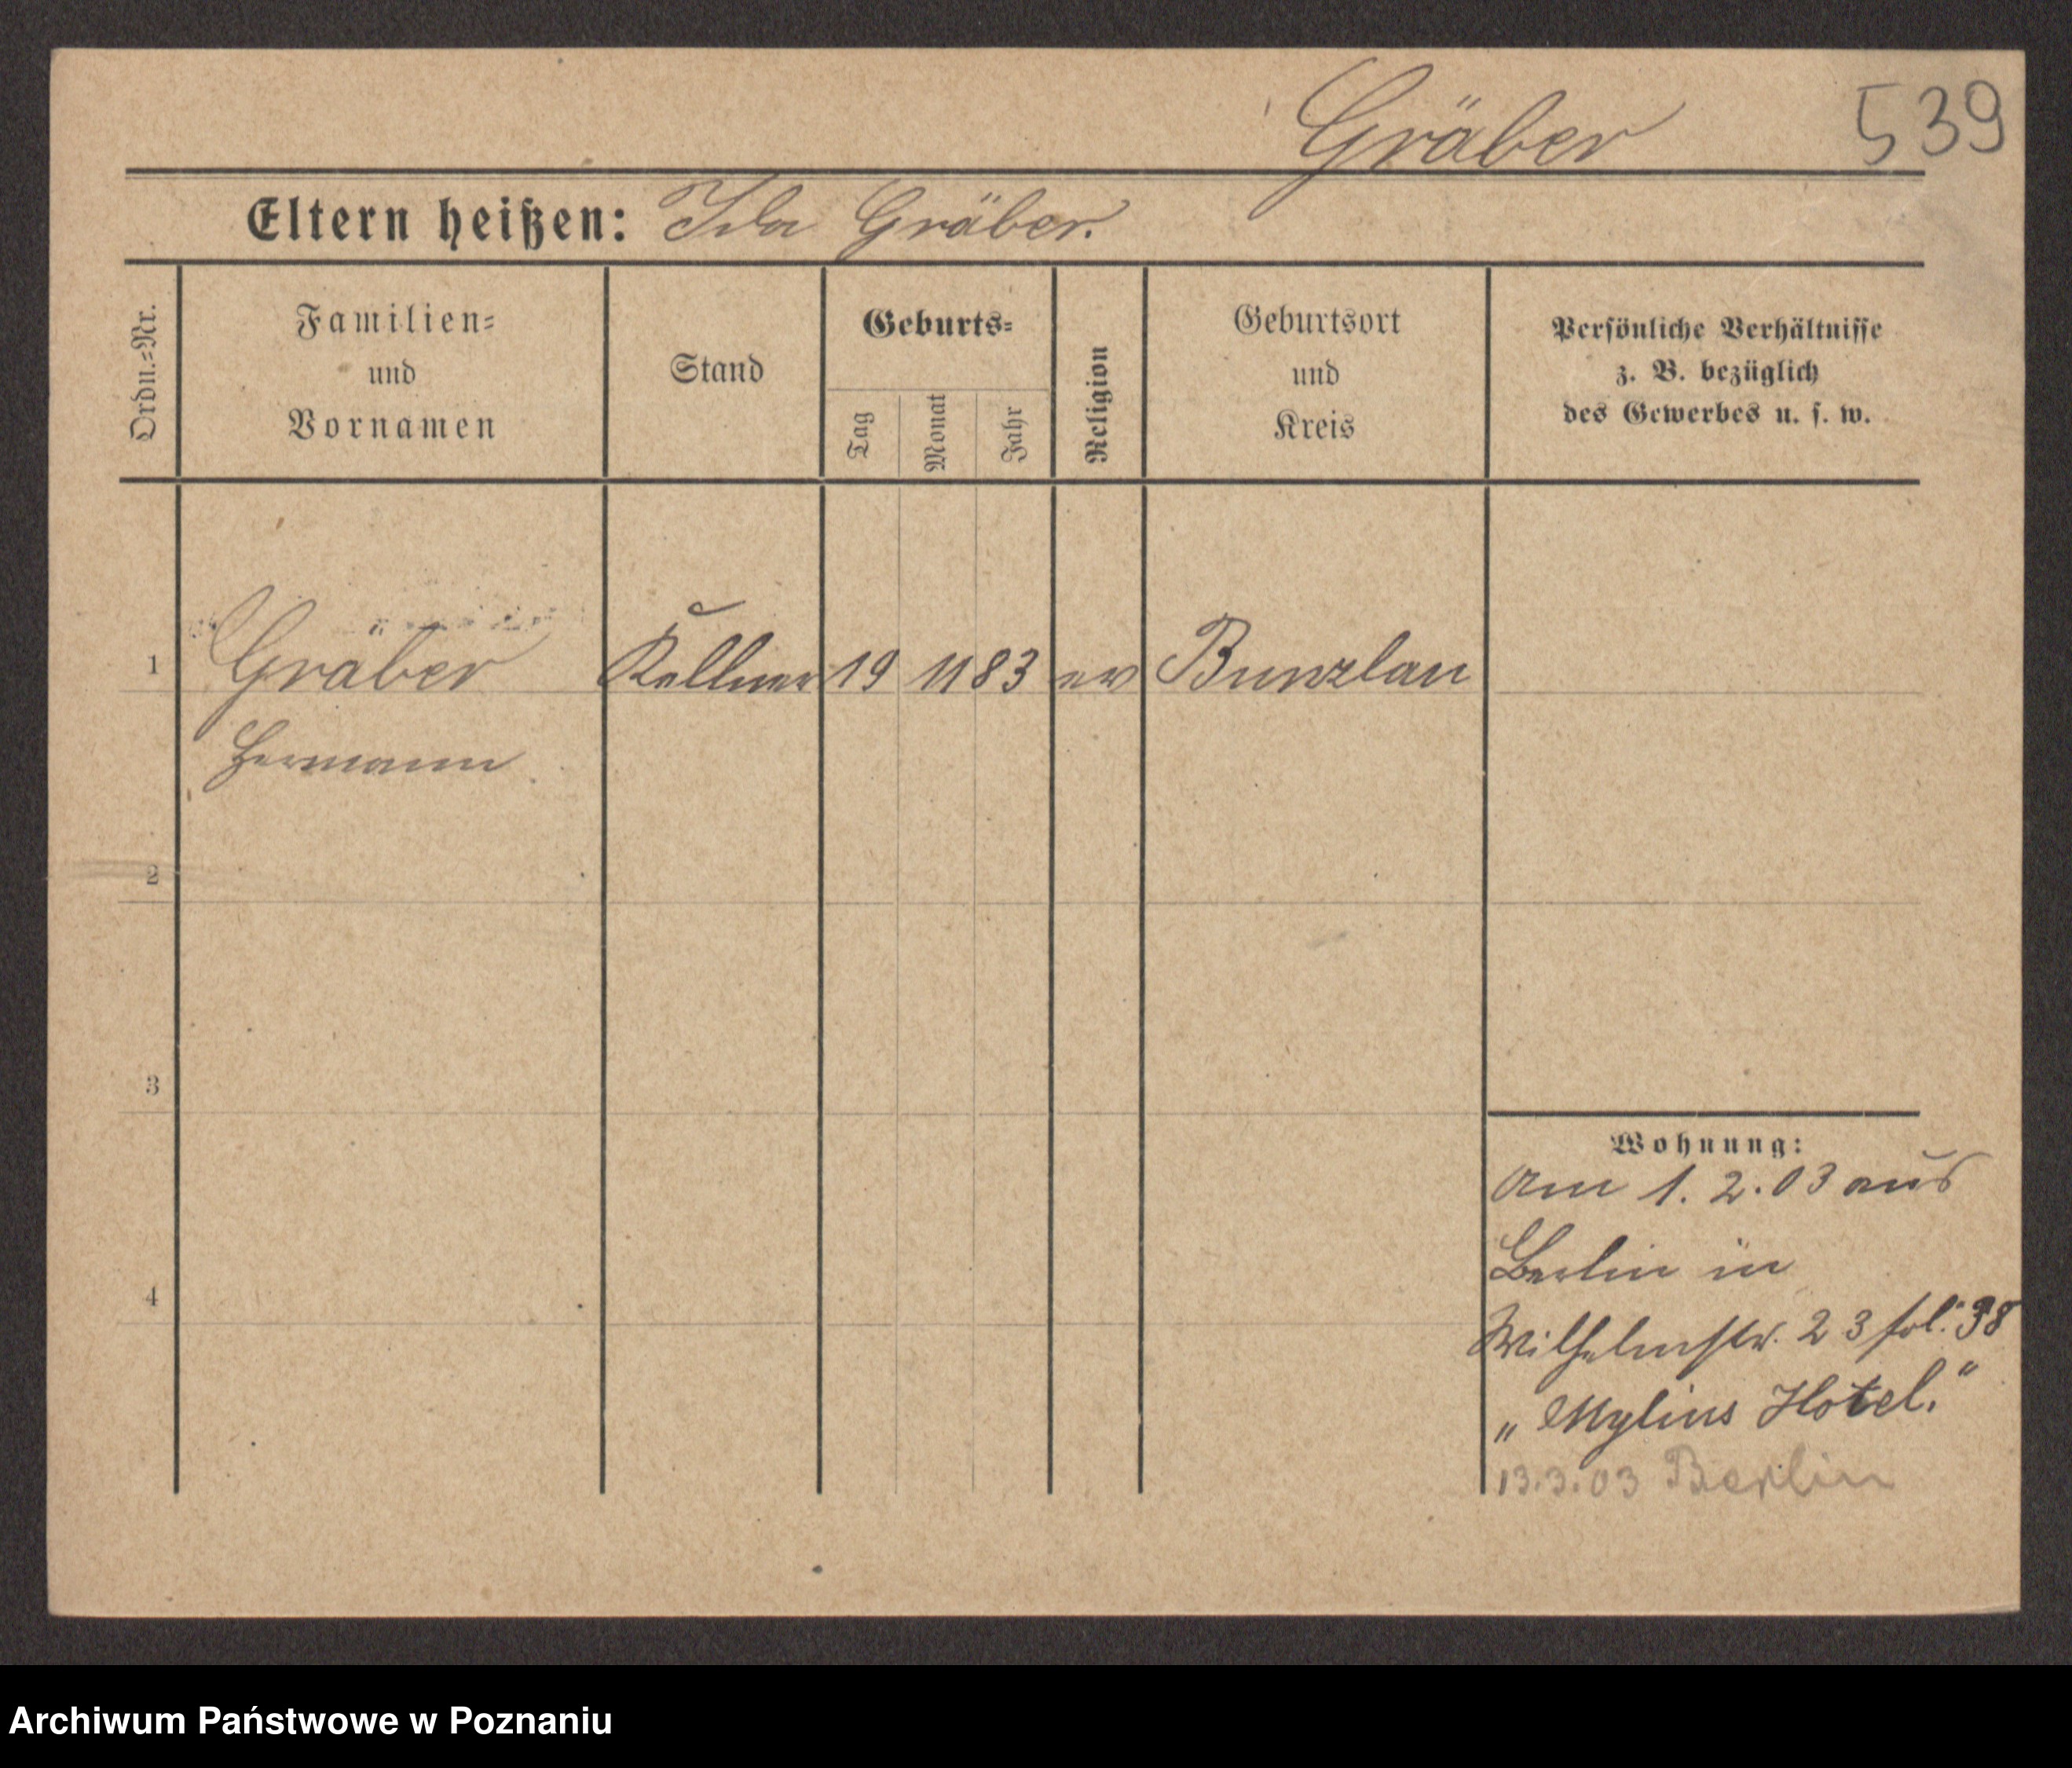 Gräber 539
Eltern heißen: Ida Gräber.
Ordn.=Nr.
Familien=
und
Vornamen
Stand
Geburts=
Tag
Monat
Jahr
Religion
Geburtsort
und
Kreis
Persönliche Verhältnisse
z. B. bezüglich
des Gewerbes u. s. w.
1 Gräber Kellner 19 11 83 ev Bunzlau
Hermann
2
3
4
Wohnung:
Am 1. 2. 03 aus
Berlin in
Wilhelmstr. 23 fol. 38
„Mylius Hotel."
13.3.03 Berlin
Archiwum Państwowe w Poznaniu